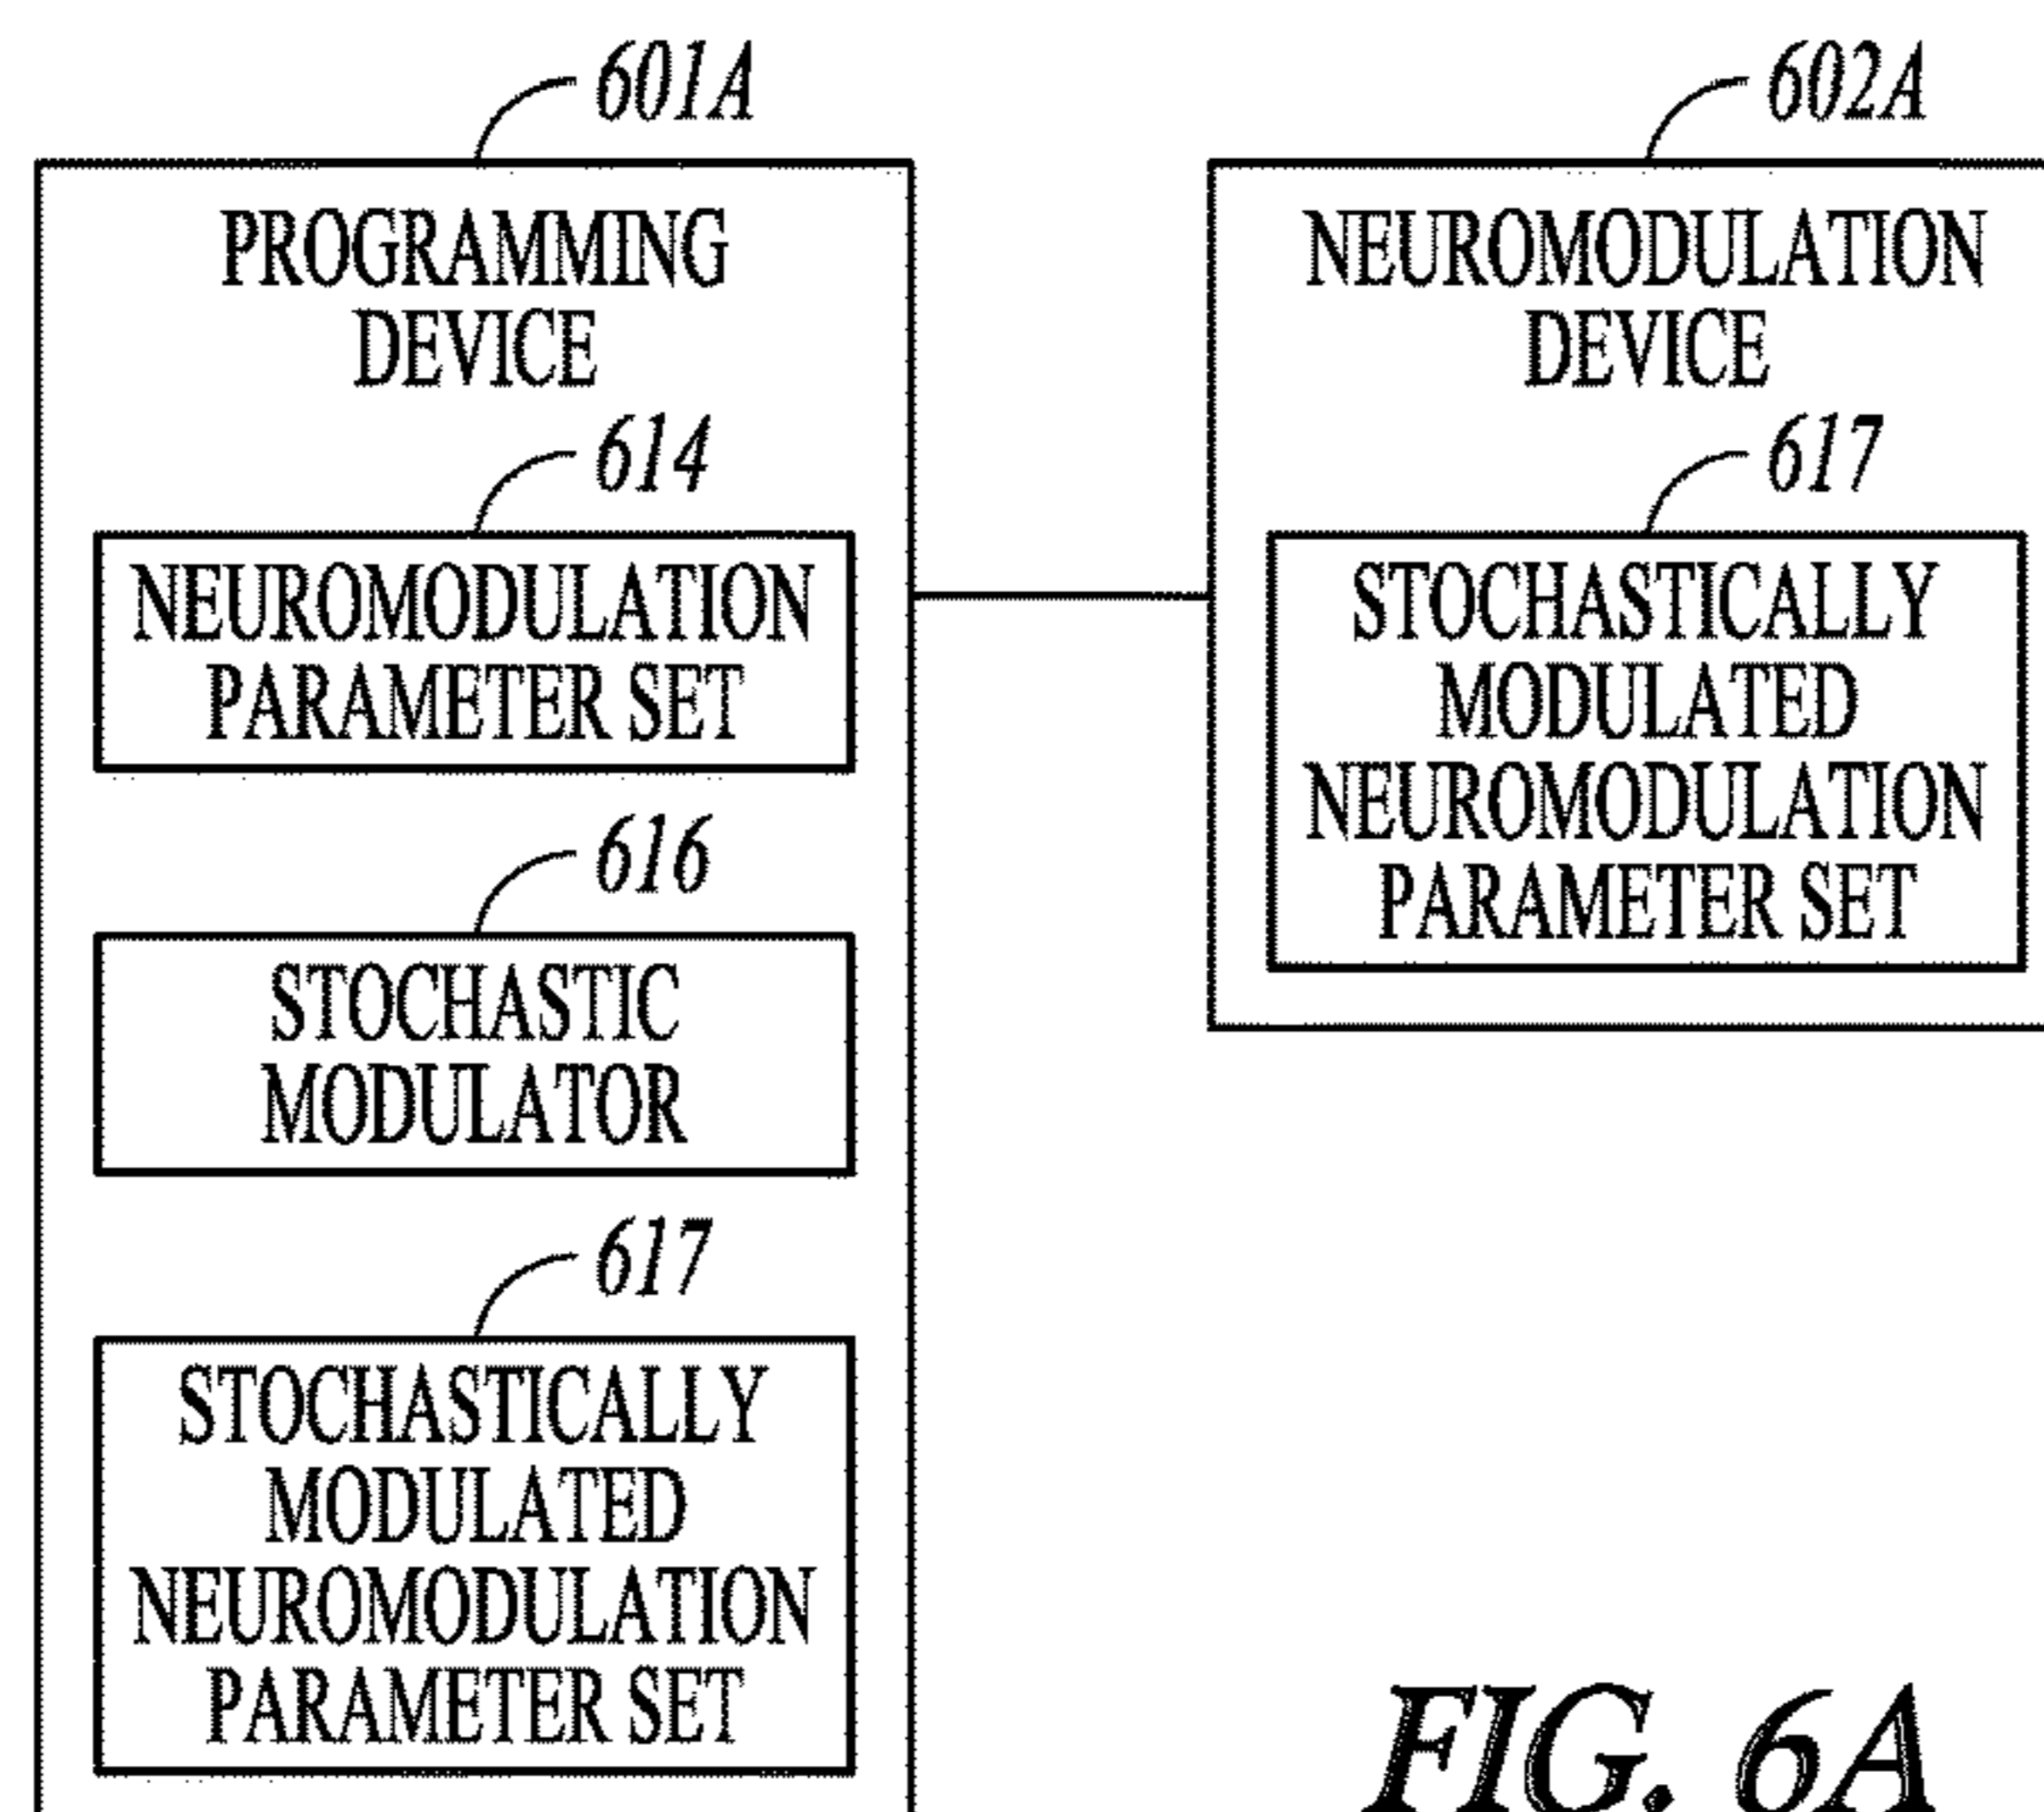 601A
PROGRAMMING
DEVICE
614
NEUROMODULATION
PARAMETER SET
616
STOCHASTIC
MODULATOR
617
STOCHASTICALLY
MODULATED
NEUROMODULATION
PARAMETER SET
602A
NEUROMODULATION
DEVICE
617
STOCHASTICALLY
MODULATED
NEUROMODULATION
PARAMETER SET
FIG. 6A